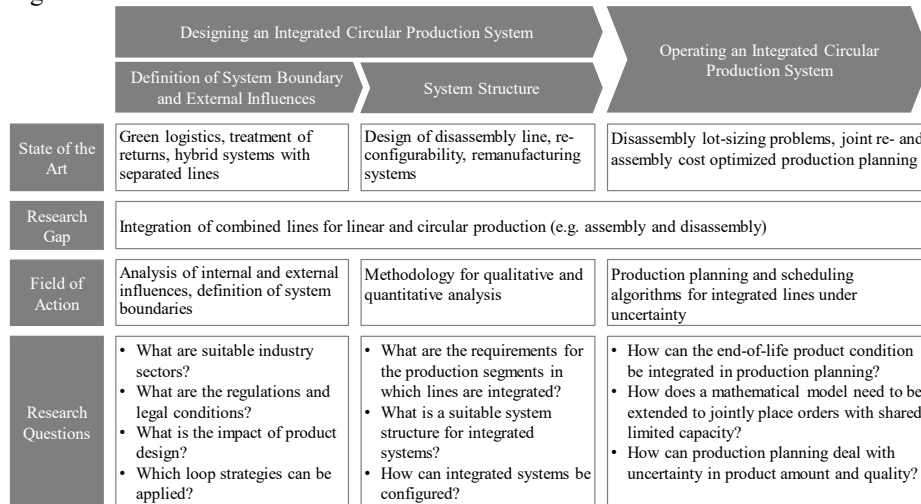 Designing an Integrated Circular Production System
Operating an Integrated Circular
Production System
Definition of System Boundary
and External Influences
System Structure
State of the
Art
Green logistics, treatment of
returns, hybrid systems with
separated lines
Design of disassembly line, re-
configurability, remanufacturing
systems
Disassembly lot-sizing problems, joint re- and
assembly cost optimized production planning
Research
Gap
Integration of combined lines for linear and circular production (e.g. assembly and disassembly)
Field of
Action
Analysis of internal and external
influences, definition of system
boundaries
Methodology for qualitative and
quantitative analysis
Production planning and scheduling
algorithms for integrated lines under
uncertainty
Research
Questions
• What are suitable industry
sectors?
• What are the regulations and
legal conditions?
• What is the impact of product
design?
• Which loop strategies can be
applied?
• What are the requirements for
the production segments in
which lines are integrated?
• What is a suitable system
structure for integrated
systems?
• How can integrated systems be
configured?
• How can the end-of-life product condition
be integrated in production planning?
• How does a mathematical model need to be
extended to jointly place orders with shared
limited capacity?
• How can production planning deal with
uncertainty in product amount and quality?